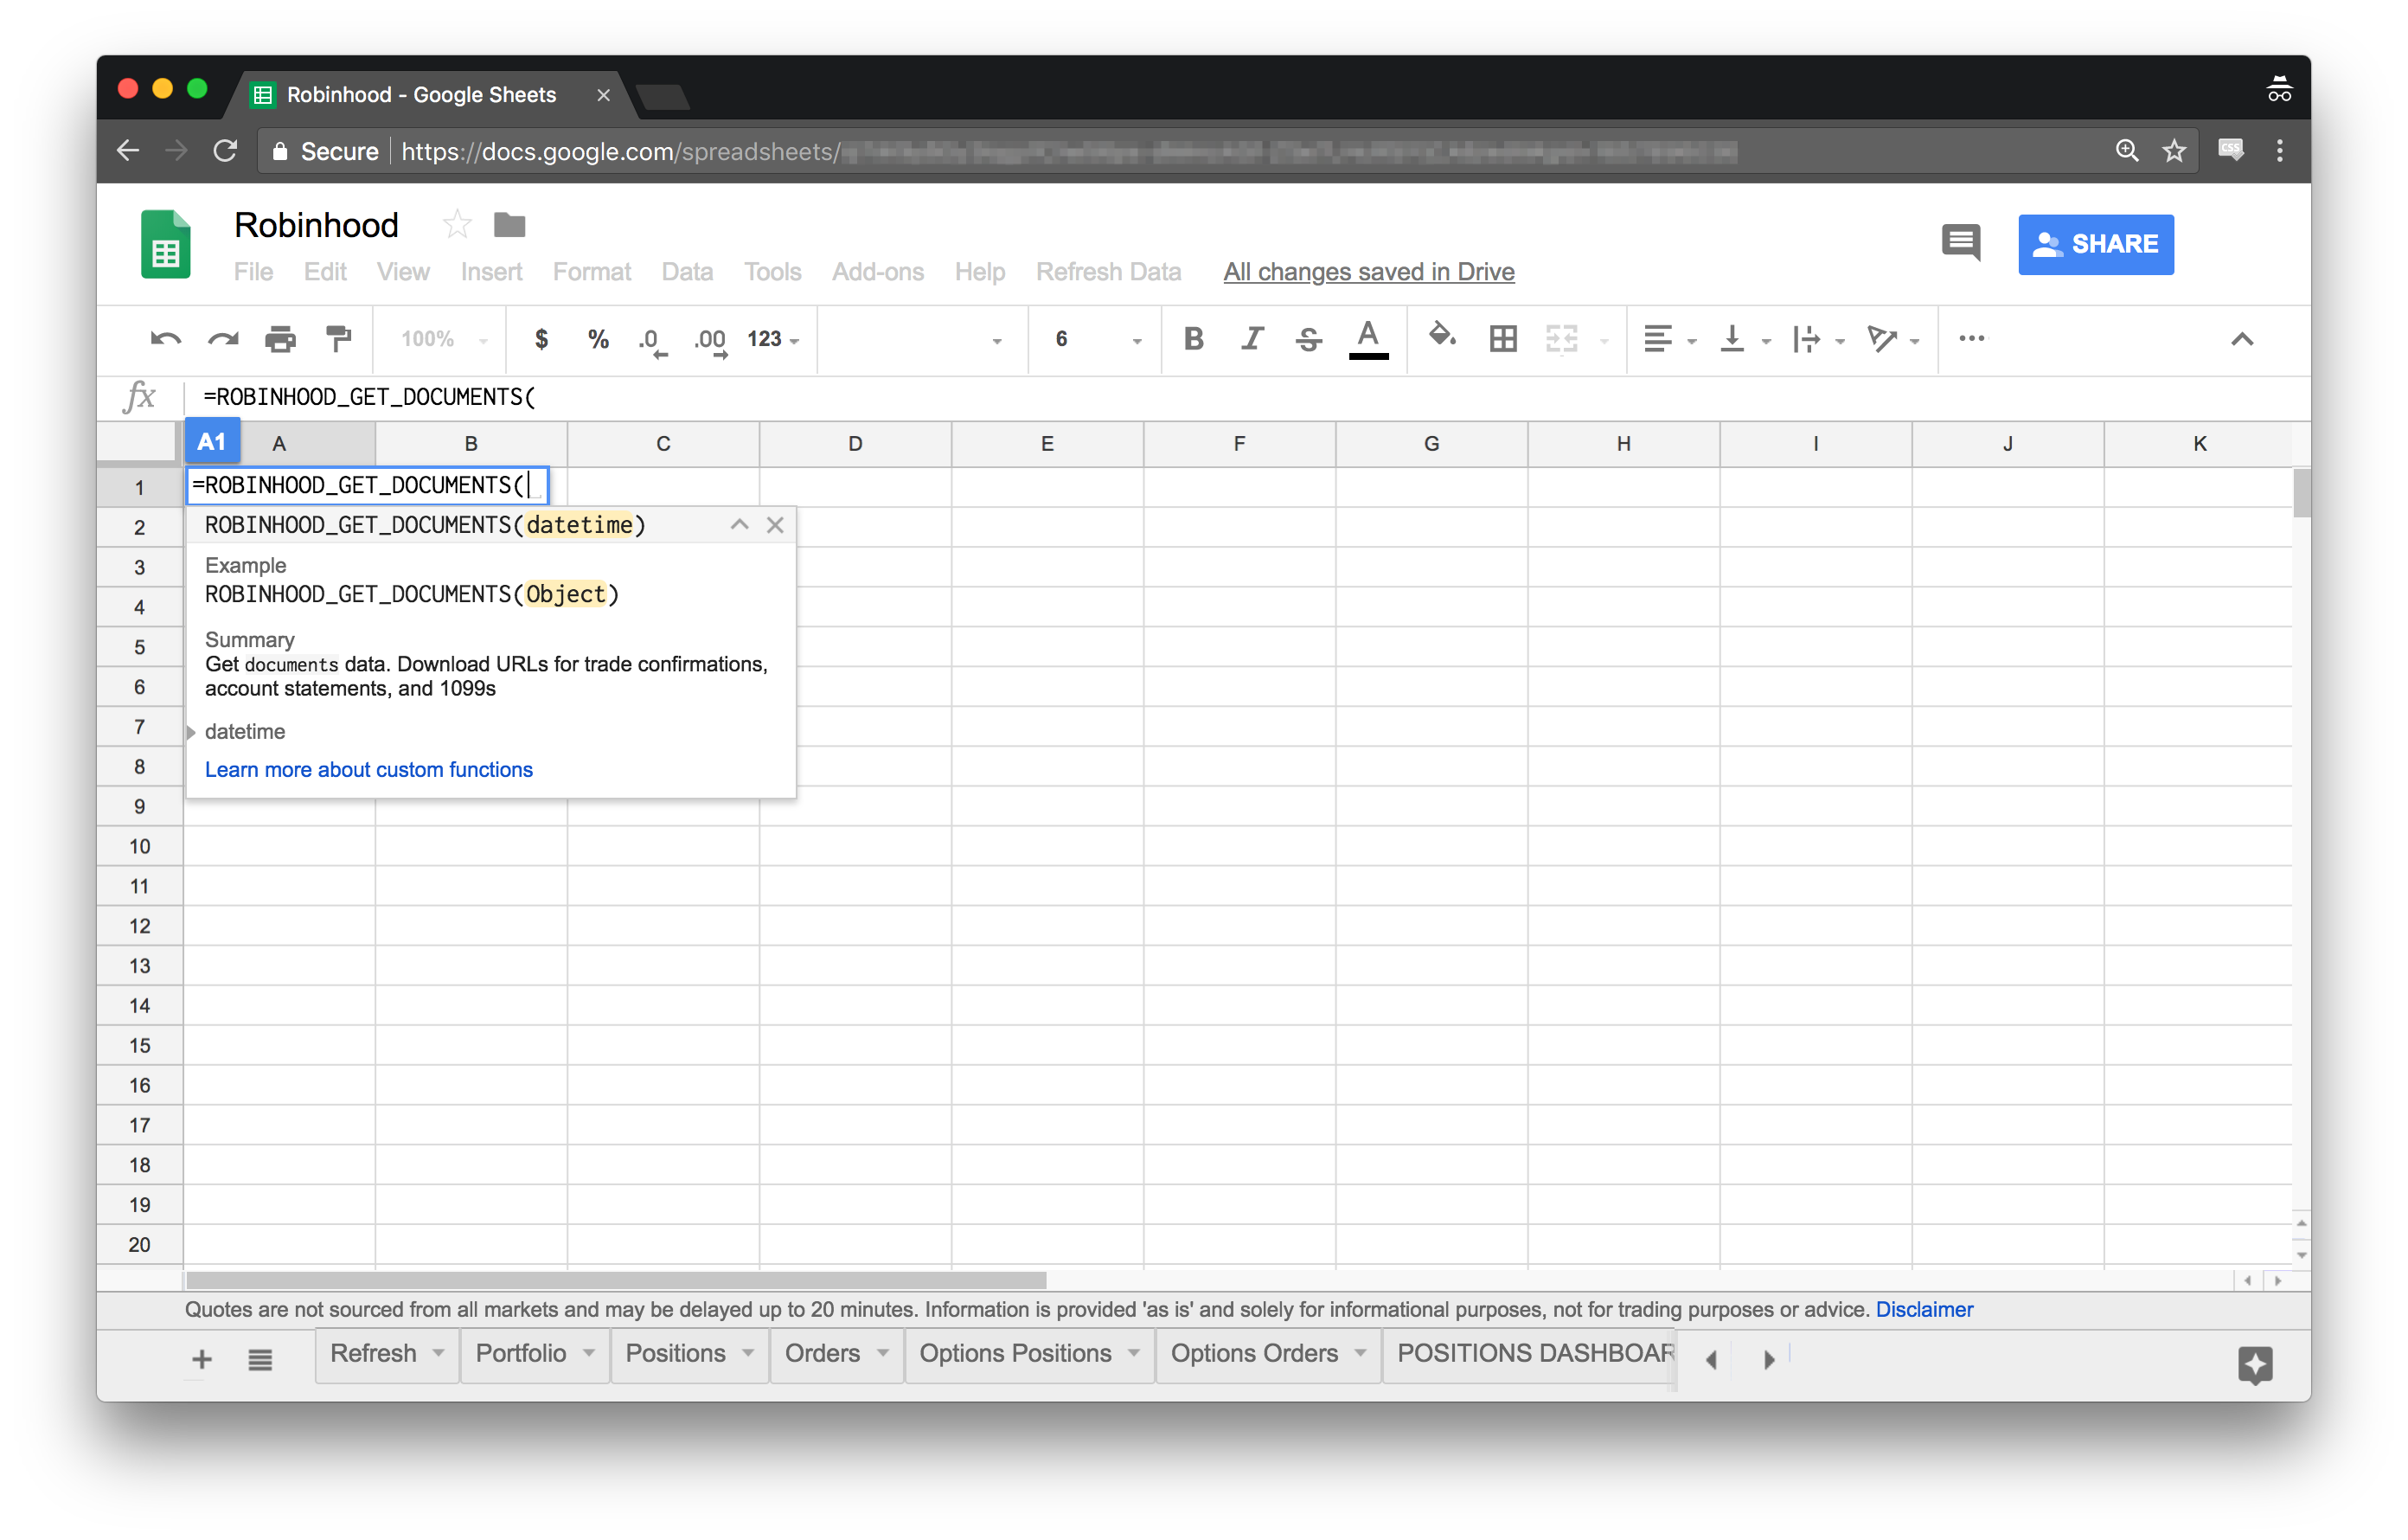 Robinhood - Google Sheets
Secure https://docs.google.com/spreadsheets/
CSS
Robinhood
File Edit View Insert Format Data Tools Add-ons Help Refresh Data All changes saved in Drive
SHARE
100% $ % .0 .00 123 6 B I S A
fx =ROBINHOOD_GET_DOCUMENTS(
A1 A B C D E F G H I J K
1 =ROBINHOOD_GET_DOCUMENTS(
2 ROBINHOOD_GET_DOCUMENTS(datetime)
3 Example
4 ROBINHOOD_GET_DOCUMENTS(Object)
5 Summary
Get documents data. Download URLs for trade confirmations,
6 account statements, and 1099s
7 datetime
8 Learn more about custom functions
9
10
11
12
13
14
15
16
17
18
19
20
Quotes are not sourced from all markets and may be delayed up to 20 minutes. Information is provided 'as is' and solely for informational purposes, not for trading purposes or advice. Disclaimer
Refresh Portfolio Positions Orders Options Positions Options Orders POSITIONS DASHBOAR